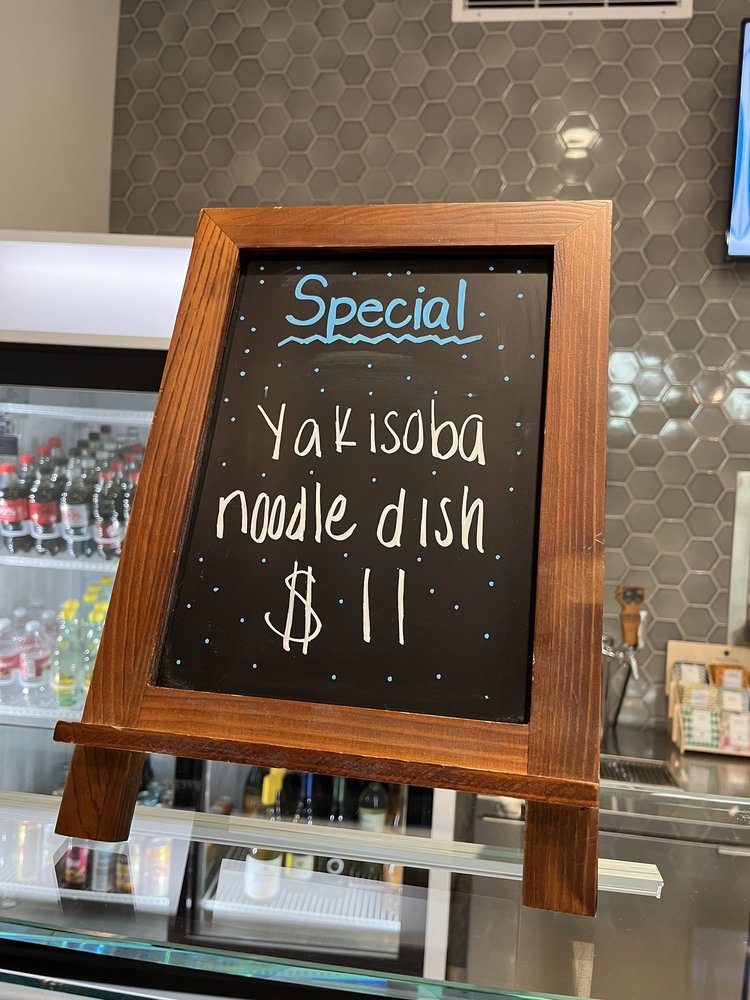 Special
Yakisoba
noodle dish
$ 11